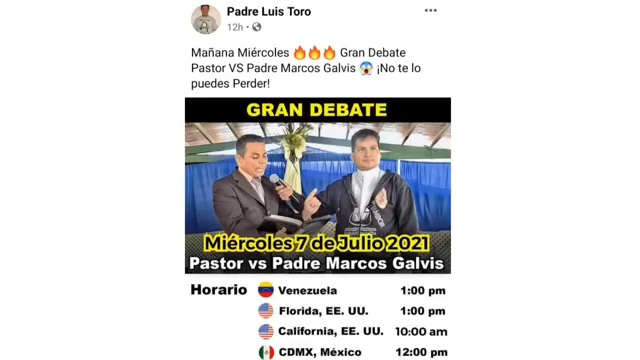 Padre Luis Toro
12h ·
Mañana Miércoles 🔥🔥🔥 Gran Debate
Pastor VS Padre Marcos Galvis 😱 ¡No te lo
puedes Perder!
GRAN DEBATE
Miércoles 7 de Julio 2021
Pastor vs Padre Marcos Galvis
Horario
Venezuela 1:00 pm
Florida, EE. UU. 1:00 pm
California, EE. UU. 10:00 am
CDMX, México 12:00 pm